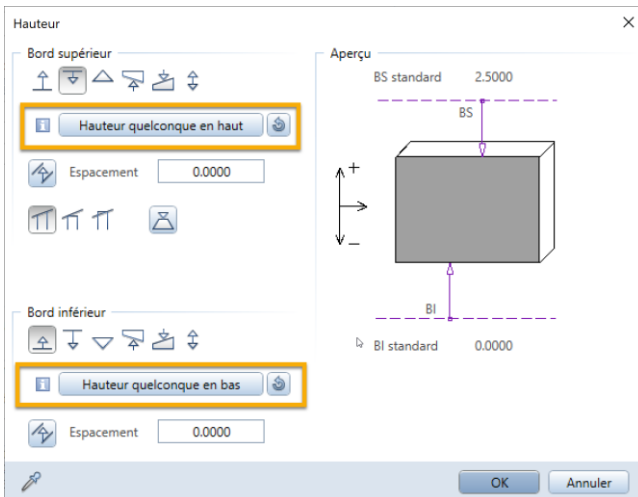 Hauteur
Bord supérieur
Hauteur quelconque en haut
Espacement 0.0000
Bord inférieur
Hauteur quelconque en bas
Espacement 0.0000
Aperçu
BS standard 2.5000
BS
+
−
BI
BI standard 0.0000
OK Annuler